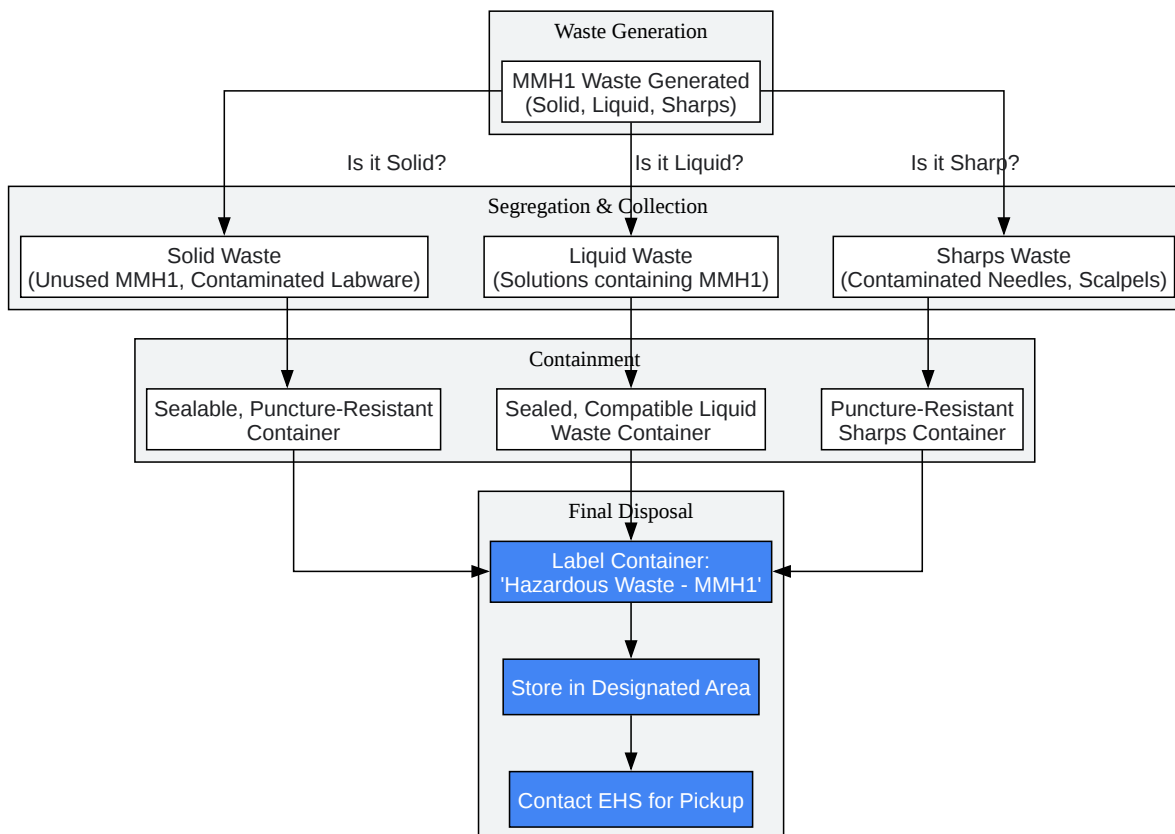 Waste Generation
MMH1 Waste Generated
(Solid, Liquid, Sharps)
Is it Solid?
Is it Liquid?
Is it Sharp?
Segregation & Collection
Solid Waste
(Unused MMH1, Contaminated Labware)
Liquid Waste
(Solutions containing MMH1)
Sharps Waste
(Contaminated Needles, Scalpels)
Containment
Sealable, Puncture-Resistant
Container
Sealed, Compatible Liquid
Waste Container
Puncture-Resistant
Sharps Container
Final Disposal
Label Container:
'Hazardous Waste - MMH1'
Store in Designated Area
Contact EHS for Pickup